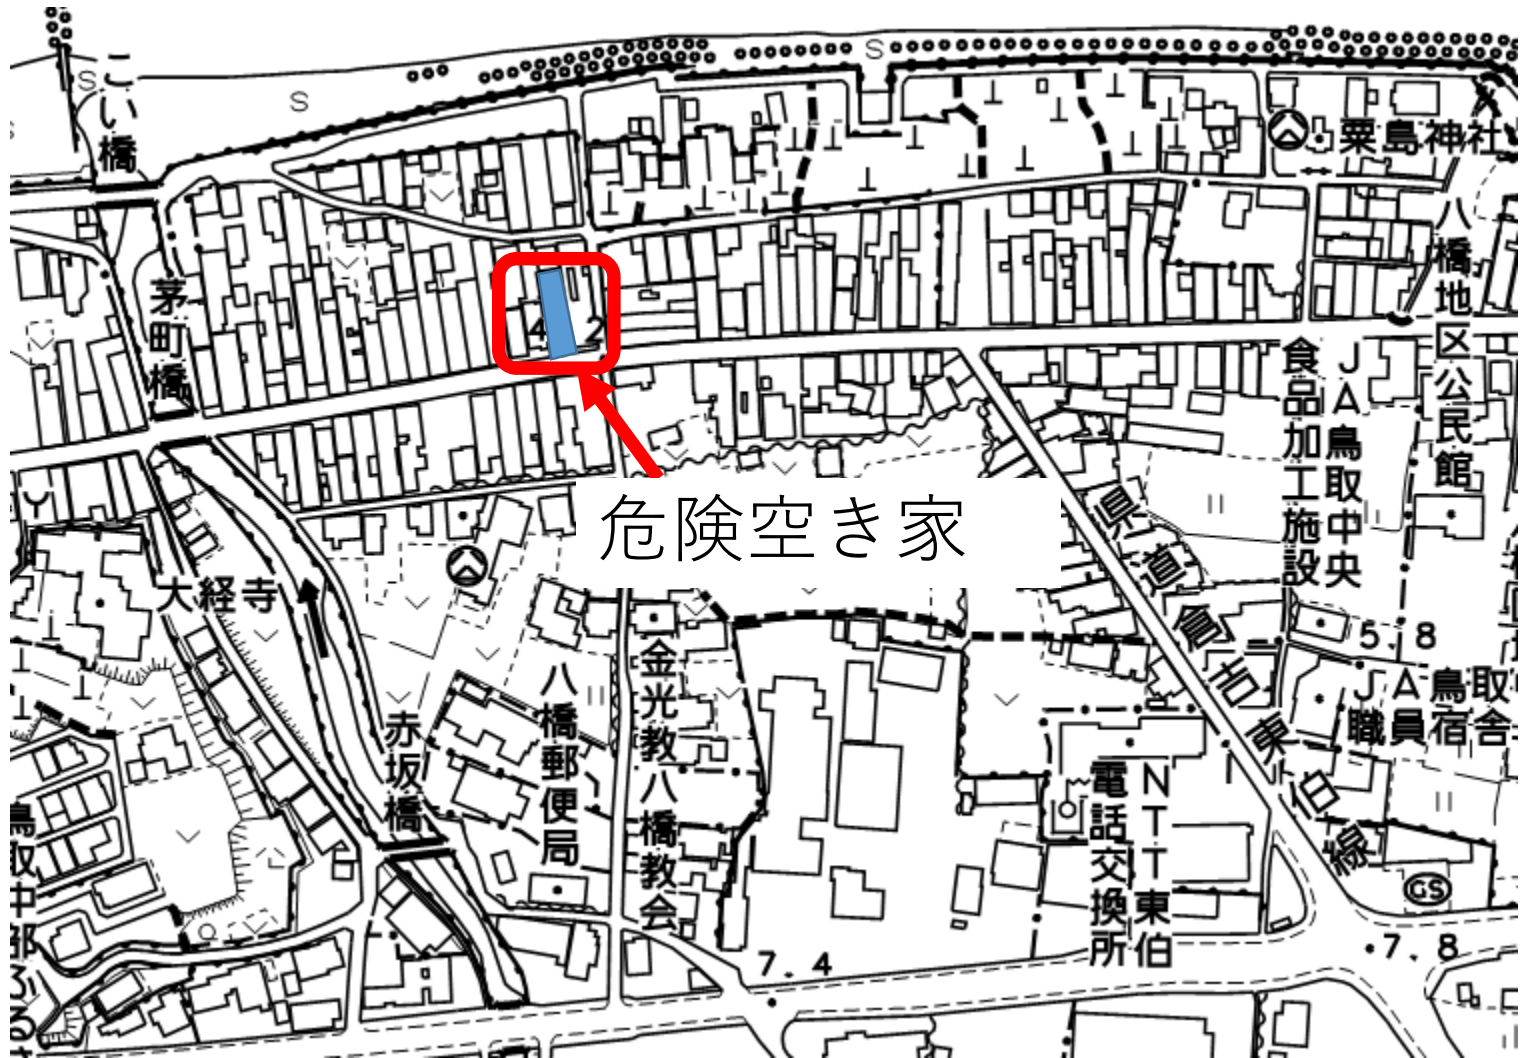 こい橋
粟島神社
八橋地区公民館
茅町橋
4 2
食品加工施設
JA鳥取中央
危険空き家
県道倉吉東伯線
大経寺
5.8
JA鳥取
職員宿舎
赤坂橋
八橋郵便局
金光教八橋教会
電話交換所
NTT東伯
鳥取中部ふる
GS
7.4
7.8